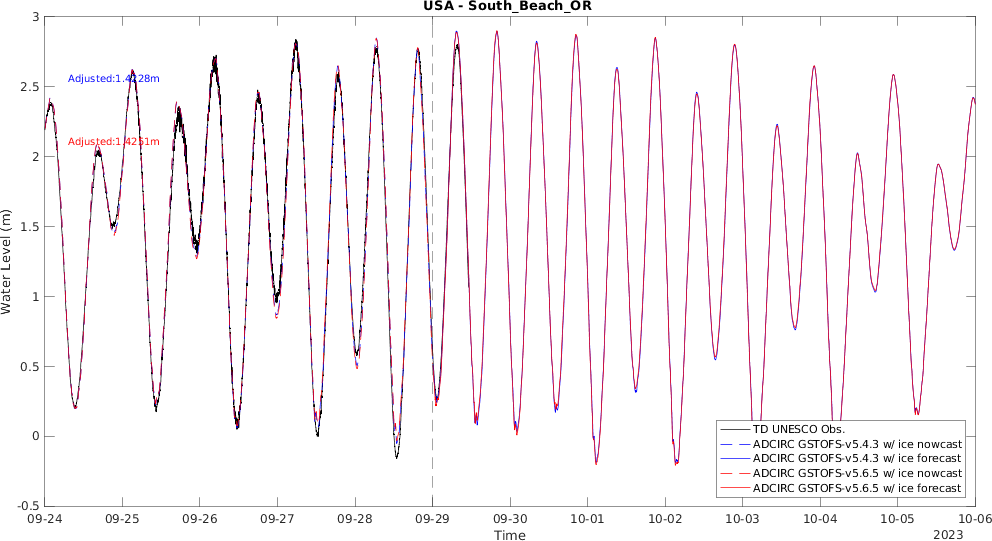 USA - South_Beach_OR
3
2.5
2
1.5
1
0.5
0
-0.5
Water Level (m)
Adjusted:1.4228m
Adjusted:1.4251m
TD UNESCO Obs.
ADCIRC GSTOFS-v5.4.3 w/ ice nowcast
ADCIRC GSTOFS-v5.4.3 w/ ice forecast
ADCIRC GSTOFS-v5.6.5 w/ ice nowcast
ADCIRC GSTOFS-v5.6.5 w/ ice forecast
09-24 09-25 09-26 09-27 09-28 09-29 09-30 10-01 10-02 10-03 10-04 10-05 10-06
Time
2023